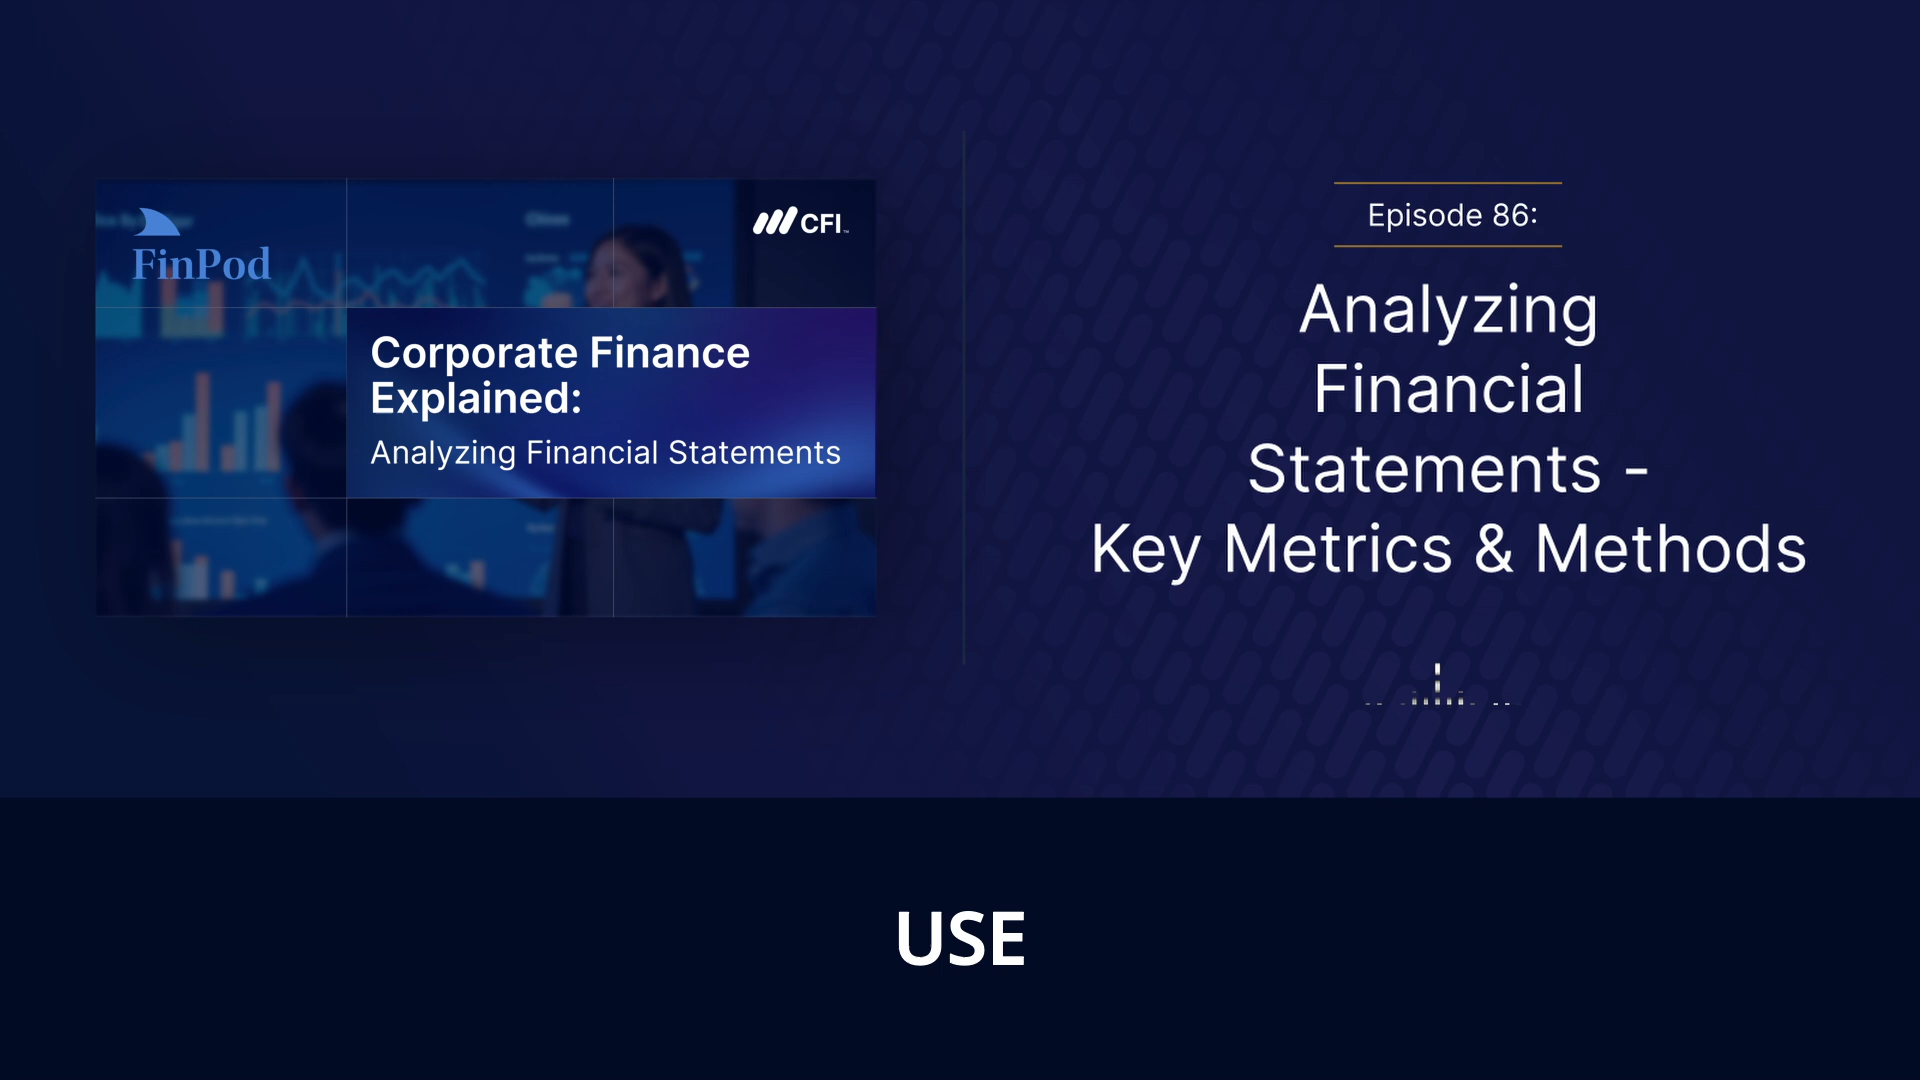 FinPod
CFI
Corporate Finance
Explained:
Analyzing Financial Statements
Episode 86:
Analyzing
Financial
Statements -
Key Metrics & Methods
USE